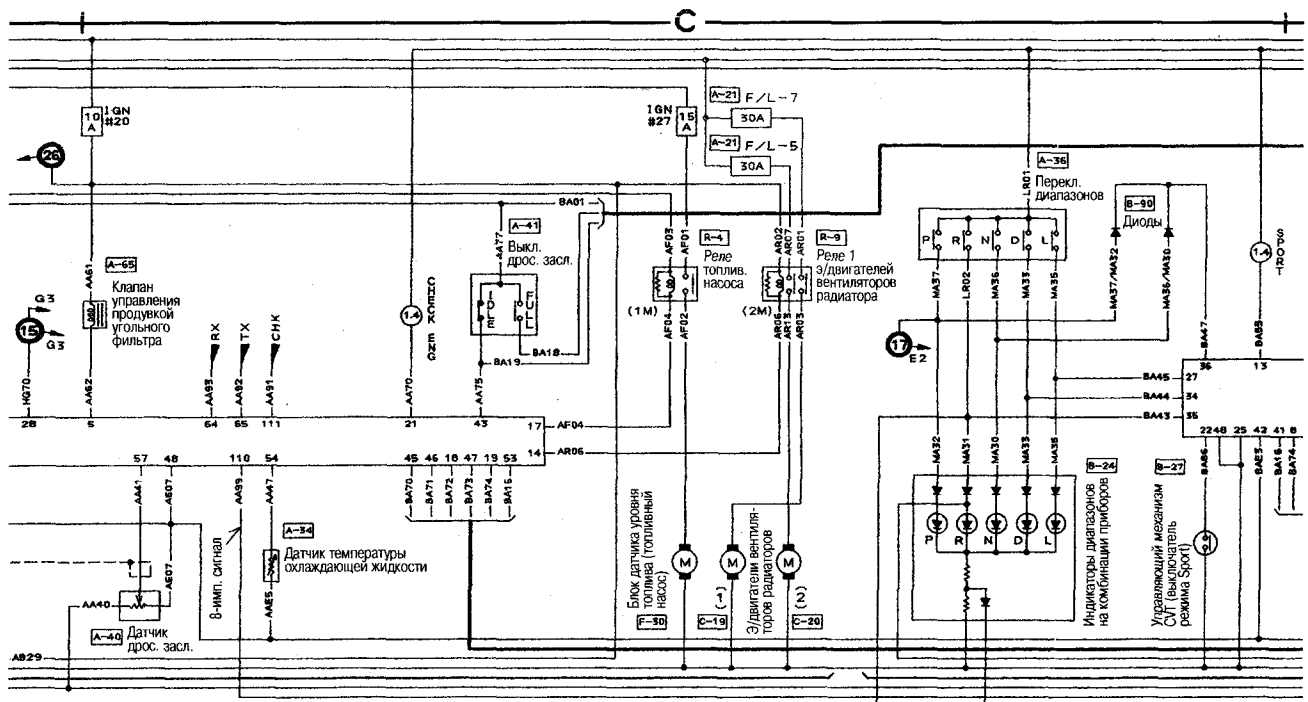 C
IGN
#20
10
A
IGN
#27
15
A
A-21 F/L-7
30A
A-21 F/L-5
30A
26
BA01
A-41
Выкл.
дрос. засл.
AA77
IDLE
FULL
BA18
BA19
AA75
AA61
A-65
Клапан
управления
продувкой
угольного
фильтра
AA62
G3
15
G3
HG70
RX
TX
CHK
AA93
AA92
AA91
1.4
CHECK ENG
AA70
AF03
AF01
R-4
Реле
топлив.
насоса
(1M)
AF04
AF02
AR02
AR07
AR01
R-9
Реле 1
э/двигателей
вентиляторов
радиатора
(2M)
AR06
AR13
AR03
LR01
A-36
Перекл.
диапазонов
P
R
N
D
L
MA37
LR02
MA36
MA33
MA35
B-90
Диоды
MA37/MA32
MA36/MA30
17
E2
BA47
1.4
SPORT
BA55
36
13
BA45
27
BA44
34
BA43
35
22
48
25
42
41
8
28
5
64
65
111
21
43
17
AF04
14
AR06
57
48
110
54
45
46
18
47
19
53
AA41
AG07
AA99
AA47
BA70
BA71
BA72
BA73
BA74
BA16
8-имп. сигнал
A-34
Датчик температуры
охлаждающей жидкости
AAE5
AA40
AG07
A-40
Датчик
дрос. засл.
AB29
Блок датчика уровня
топлива (топливный
насос)
F-30
M
(1)
C-19
M
Э/двигатели вентиля-
торов радиаторов
M
(2)
C-20
MA32
MA31
MA30
MA33
MA35
P
R
N
D
L
B-24
Индикаторы диапазонов
на комбинации приборов
B-27
Управляющий механизм
CVT (выключатель
режима Sport)
BA86
BAE3
BA16
BA74